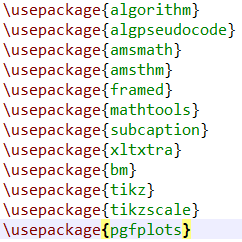 \usepackage{algorithm}
\usepackage{algpseudocode}
\usepackage{amsmath}
\usepackage{amsthm}
\usepackage{framed}
\usepackage{mathtools}
\usepackage{subcaption}
\usepackage{xltxtra}
\usepackage{bm}
\usepackage{tikz}
\usepackage{tikzscale}
\usepackage{pgfplots}